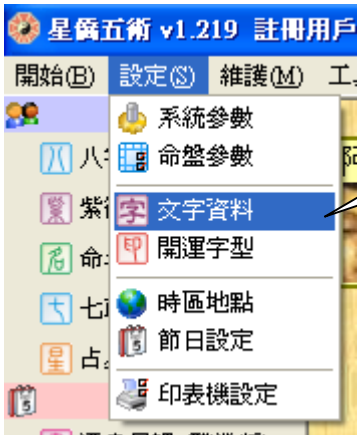 星僑五術 v1.219 註冊用戶
開始(B) 設定(S) 維護(M) 工
系統參數
八 命盤參數
紫 文字資料
命 開運字型
七 時區地點
占 節日設定
印表機設定